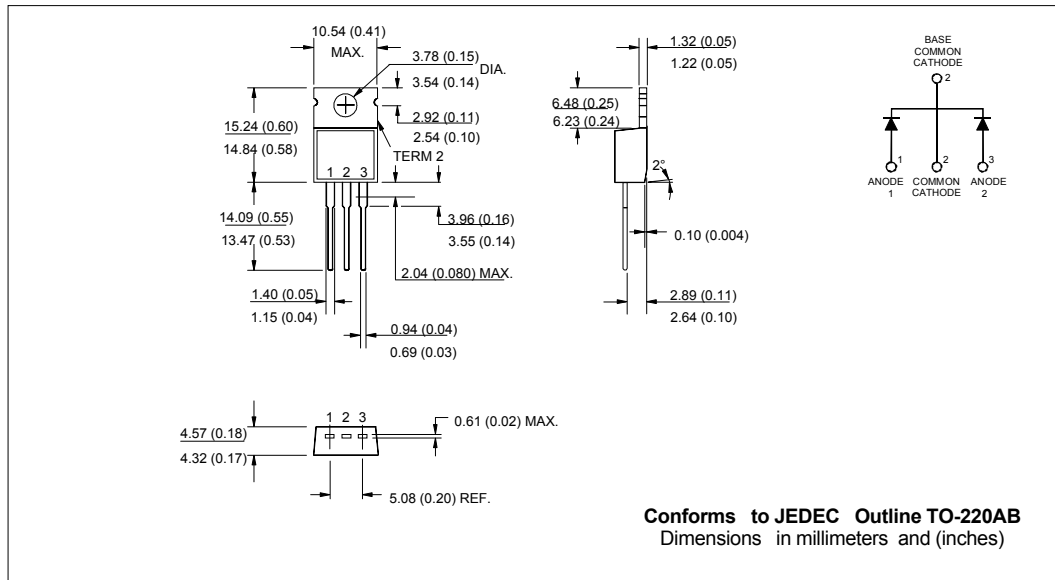 10.54 (0.41)
MAX.
3.78 (0.15)
3.54 (0.14)
DIA.
2.92 (0.11)
2.54 (0.10)
TERM 2
15.24 (0.60)
14.84 (0.58)
1 2 3
14.09 (0.55)
13.47 (0.53)
3.96 (0.16)
3.55 (0.14)
2.04 (0.080) MAX.
1.40 (0.05)
1.15 (0.04)
0.94 (0.04)
0.69 (0.03)
1.32 (0.05)
1.22 (0.05)
6.48 (0.25)
6.23 (0.24)
2°
0.10 (0.004)
2.89 (0.11)
2.64 (0.10)
BASE
COMMON
CATHODE
2
1 2 3
ANODE COMMON ANODE
1 CATHODE 2
1 2 3
4.57 (0.18)
4.32 (0.17)
0.61 (0.02) MAX.
5.08 (0.20) REF.
Conforms to JEDEC Outline TO-220AB
Dimensions in millimeters and (inches)